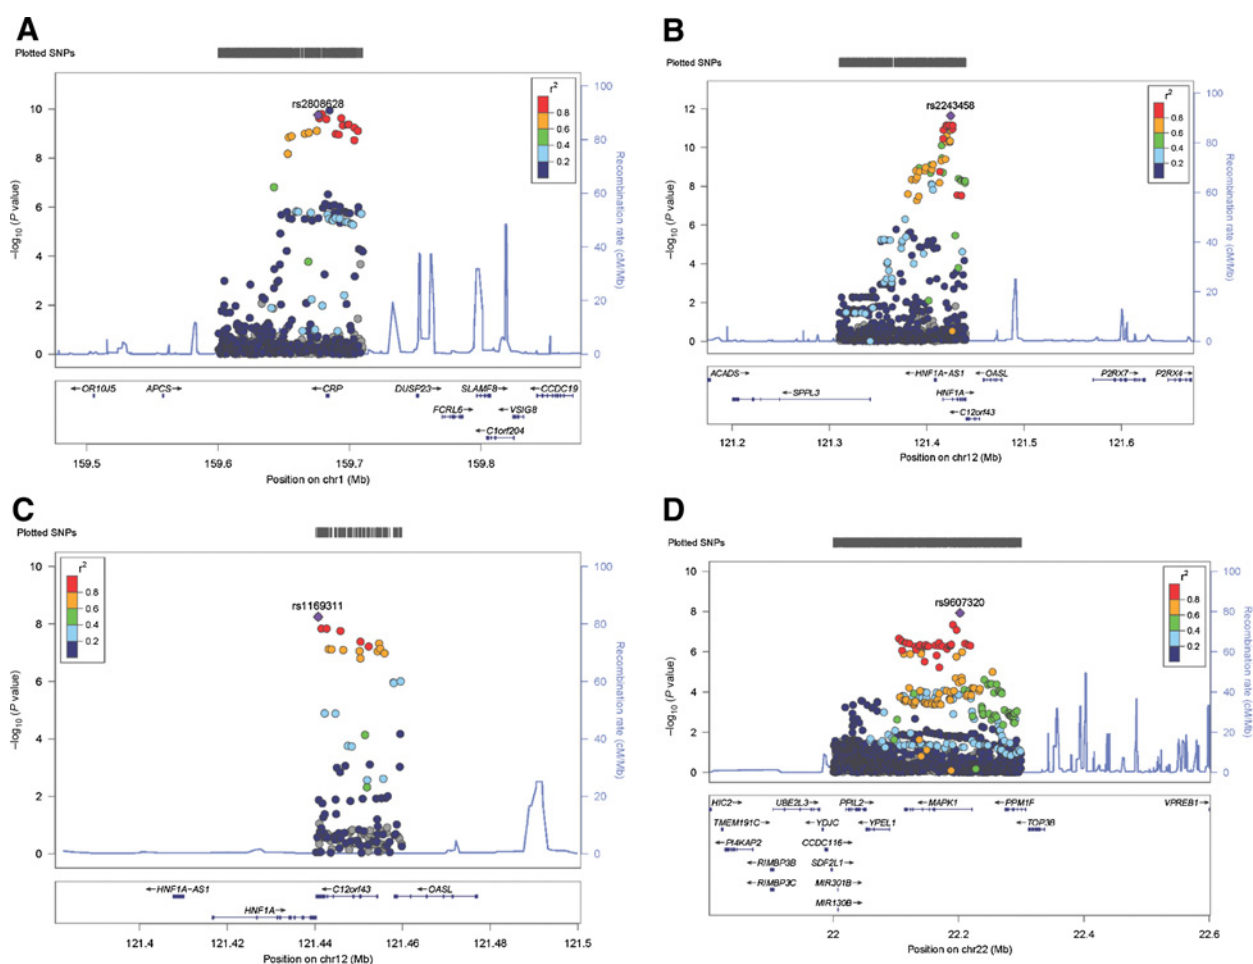 A
Plotted SNPs
rs2808628
r²
0.8
0.6
0.4
0.2
10
8
6
4
2
0
100
80
60
40
20
0
−log₁₀ (P value)
Recombination rate (cM/Mb)
←OR10J5
APCS→
←CRP
DUSP23→
SLAMF8→
←CCDC19
FCRL6→
←VSIG8
←C1orf204
159.5
159.6
159.7
159.8
Position on chr1 (Mb)
B
Plotted SNPs
rs2243458
r²
0.8
0.6
0.4
0.2
12
10
8
6
4
2
0
100
80
60
40
20
0
−log₁₀ (P value)
Recombination rate (cM/Mb)
ACADS→
←HNF1A−AS1
←OASL
P2RX7→
P2RX4→
←SPPL3
HNF1A→
←C12orf43
121.2
121.3
121.4
121.5
121.6
Position on chr12 (Mb)
C
Plotted SNPs
rs1169311
r²
0.8
0.6
0.4
0.2
10
8
6
4
2
0
100
80
60
40
20
0
−log₁₀ (P value)
Recombination rate (cM/Mb)
←HNF1A−AS1
←C12orf43
←OASL
HNF1A→
121.4
121.42
121.44
121.46
121.48
121.5
Position on chr12 (Mb)
D
Plotted SNPs
rs9607320
r²
0.8
0.6
0.4
0.2
10
8
6
4
2
0
100
80
60
40
20
0
−log₁₀ (P value)
Recombination rate (cM/Mb)
HIC2→
UBE2L3→
PPIL2→
←MAPK1
←PPM1F
VPREB1→
TMEM191C→
←YDJC
←YPEL1
←TOP3B
←PI4KAP2
CCDC116→
←RIMBP3B
SDF2L1→
←RIMBP3C
MIR301B→
MIR130B→
22
22.2
22.4
22.6
Position on chr22 (Mb)